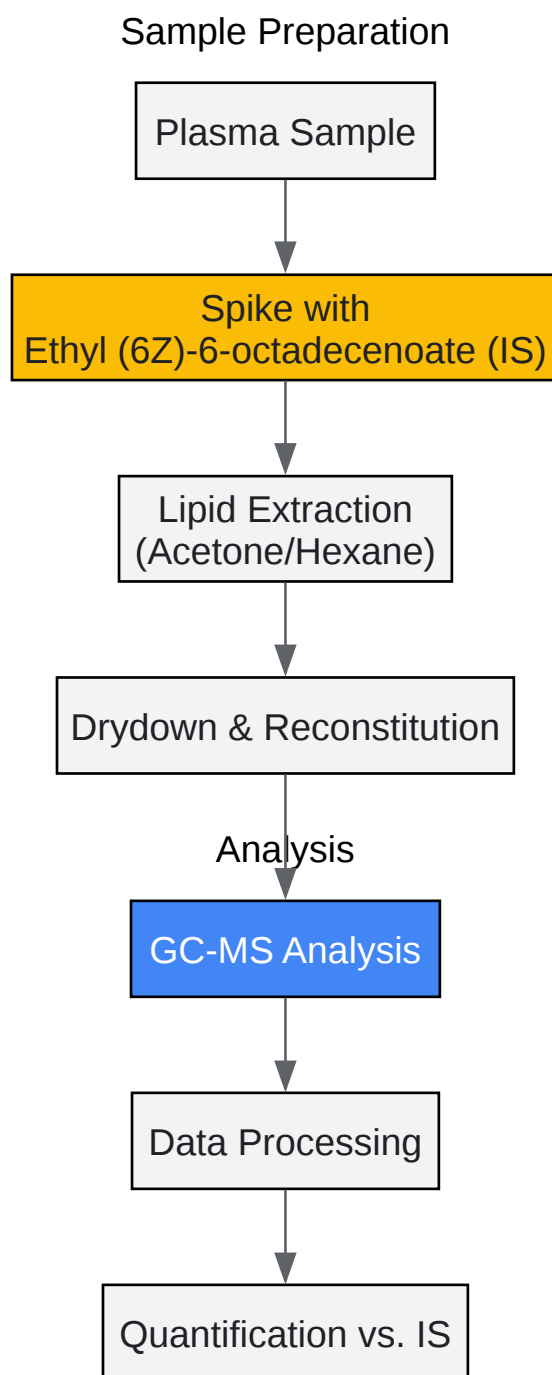 Sample Preparation
Plasma Sample
Spike with
Ethyl (6Z)-6-octadecenoate (IS)
Lipid Extraction
(Acetone/Hexane)
Drydown & Reconstitution
Analysis
GC-MS Analysis
Data Processing
Quantification vs. IS